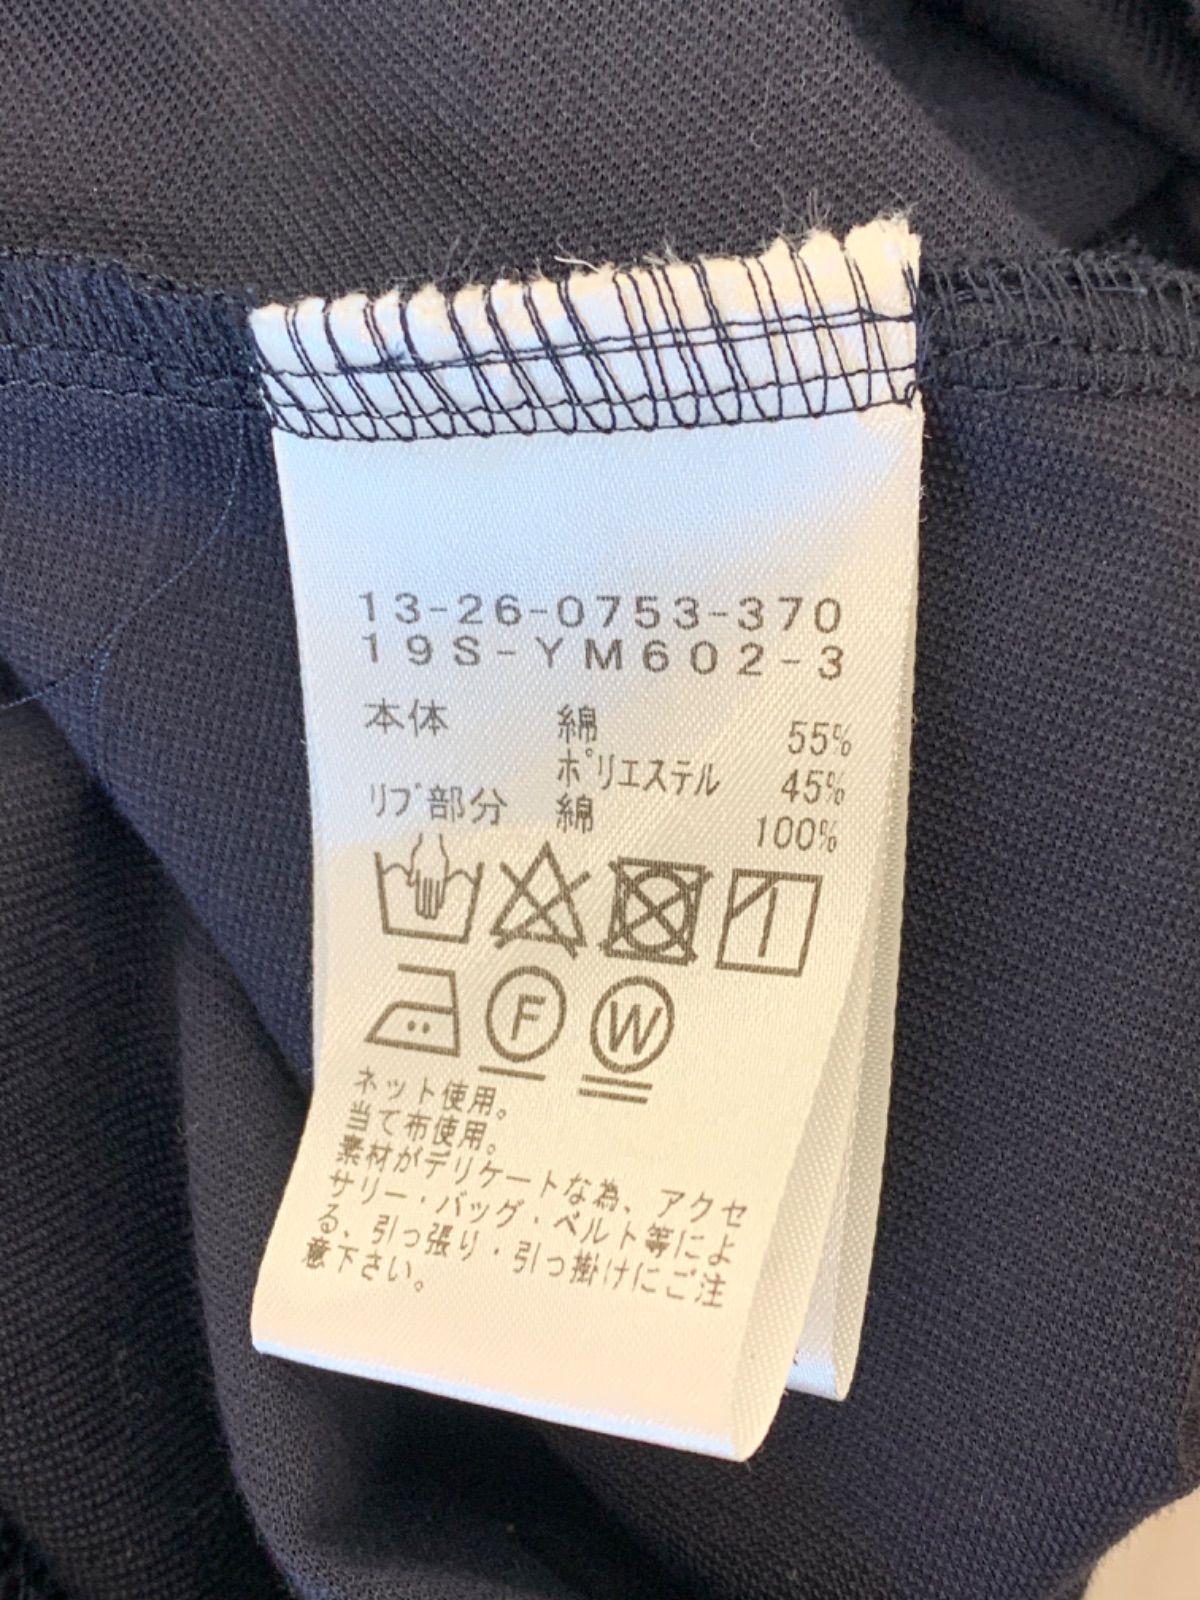 13-26-0753-370
19S-YM602-3
本体 綿 55%
ポリエステル 45%
リブ部分 綿 100%
F W
ネット使用。
当て布使用。
素材がデリケートな為、アクセ
サリー・バッグ・ベルト等によ
る、引っ張り・引っ掛けにご注
意下さい。